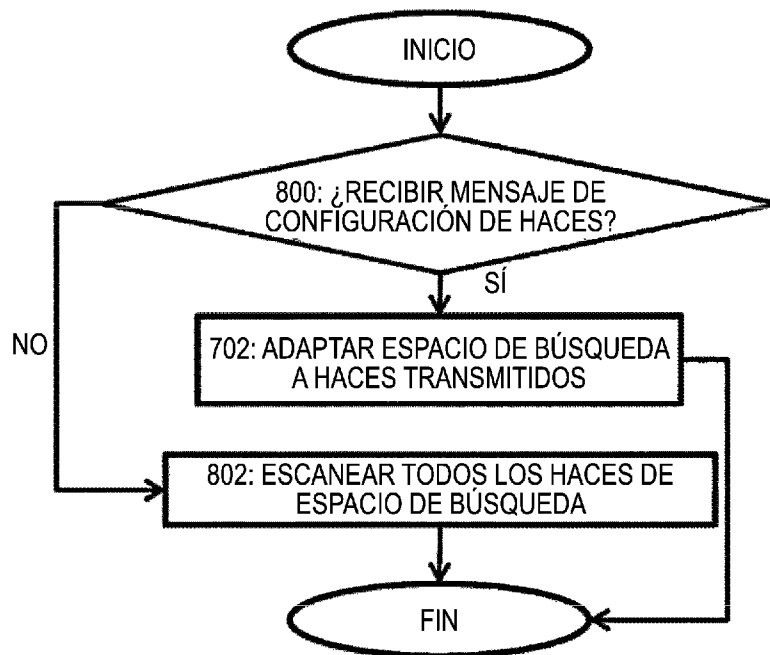 INICIO
800: ¿RECIBIR MENSAJE DE
CONFIGURACIÓN DE HACES?
SÍ
NO
702: ADAPTAR ESPACIO DE BÚSQUEDA
A HACES TRANSMITIDOS
802: ESCANEAR TODOS LOS HACES DE
ESPACIO DE BÚSQUEDA
FIN